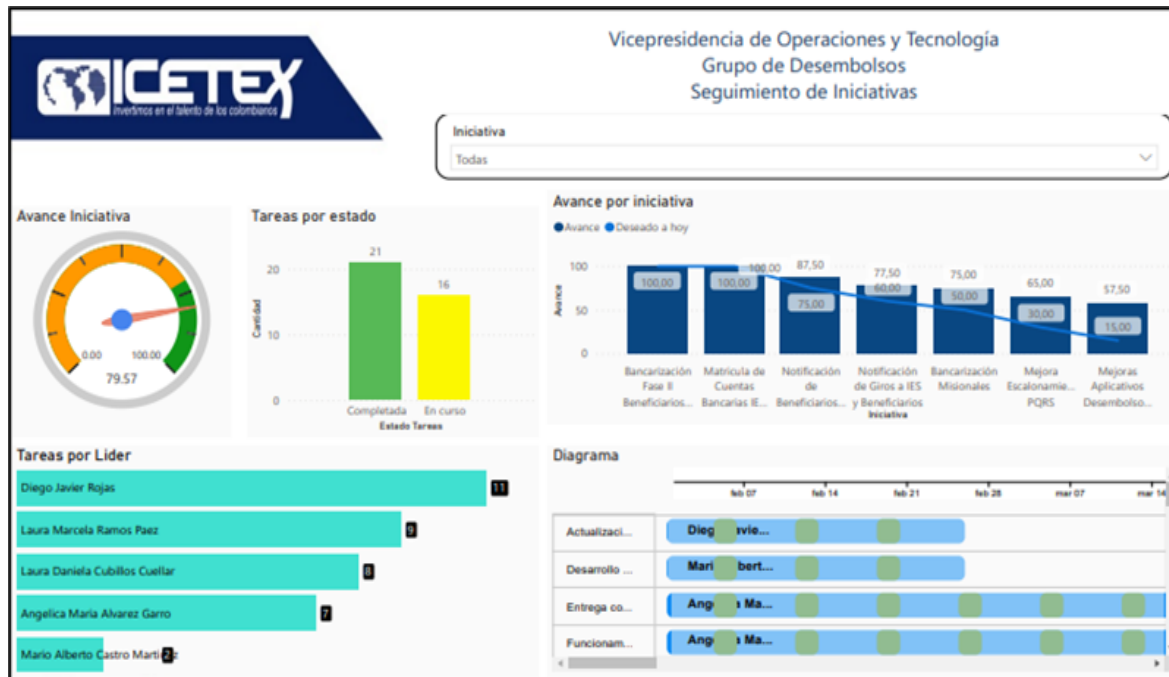 ICETEX
invertimos en el talento de los colombianos
Vicepresidencia de Operaciones y Tecnología
Grupo de Desembolsos
Seguimiento de Iniciativas
Iniciativa
Todas
Avance Iniciativa
0.00
100.00
79.57
Tareas por estado
Cantidad
20
10
0
21
16
Completada
En curso
Estado Tareas
Avance por iniciativa
Avance
Deseado a hoy
Avance
100
50
0
100,00
100,00
100,00
87,50
75,00
77,50
60,00
75,00
50,00
65,00
30,00
57,50
15,00
Bancarización
Fase II
Beneficiarios...
Matrícula de
Cuentas
Bancarias IE...
Notificación
de
Beneficiarios...
Notificación
de Giros a IES
y Beneficiarios
Bancarización
Misionales
Mejora
Escalonamie...
PQRS
Mejoras
Aplicativos
Desembolso...
Iniciativa
Tareas por Lider
Diego Javier Rojas
11
Laura Marcela Ramos Paez
9
Laura Daniela Cubillos Cuellar
8
Angelica Maria Alvarez Garro
7
Mario Alberto Castro
2
Diagrama
feb 07
feb 14
feb 21
feb 28
mar 07
mar 14
Actualizaci...
Desarrollo ...
Entrega co...
Funcionam...